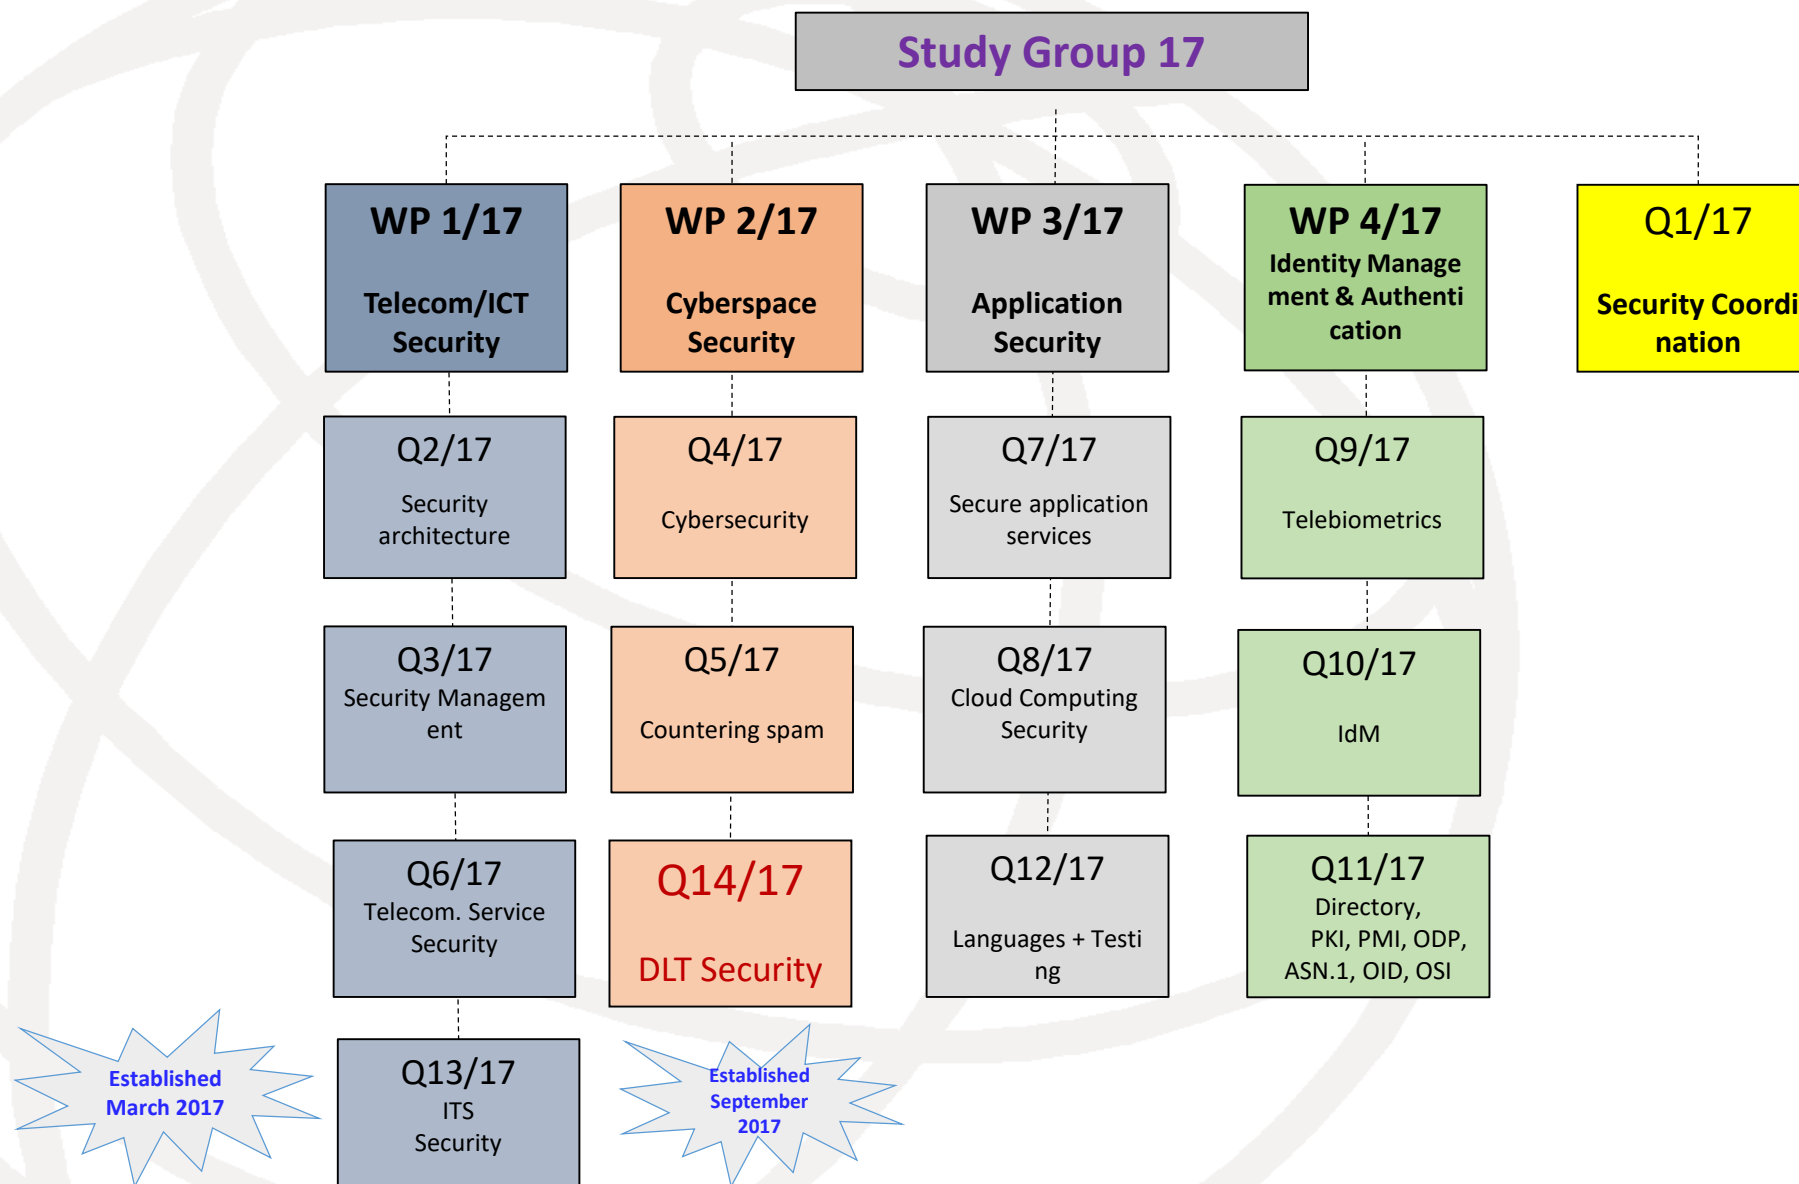 Study Group 17
WP 1/17
Telecom/ICT
Security
WP 2/17
Cyberspace
Security
WP 3/17
Application
Security
WP 4/17
Identity Manage
ment & Authenti
cation
Q1/17
Security Coordi
nation
Q2/17
Security
architecture
Q4/17
Cybersecurity
Q7/17
Secure application
services
Q9/17
Telebiometrics
Q3/17
Security Managem
ent
Q5/17
Countering spam
Q8/17
Cloud Computing
Security
Q10/17
IdM
Q6/17
Telecom. Service
Security
Q14/17
DLT Security
Q12/17
Languages + Testi
ng
Q11/17
Directory,
PKI, PMI, ODP,
ASN.1, OID, OSI
Established
March 2017
Q13/17
ITS
Security
Established
September
2017